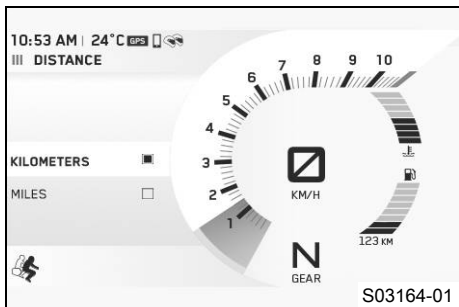 10:53 AM | 24°C GPS
III DISTANCE
KILOMETERS
MILES
1
2
3
4
5
6
7
8
9
10
0
KM/H
N
GEAR
123 KM
S03164-01